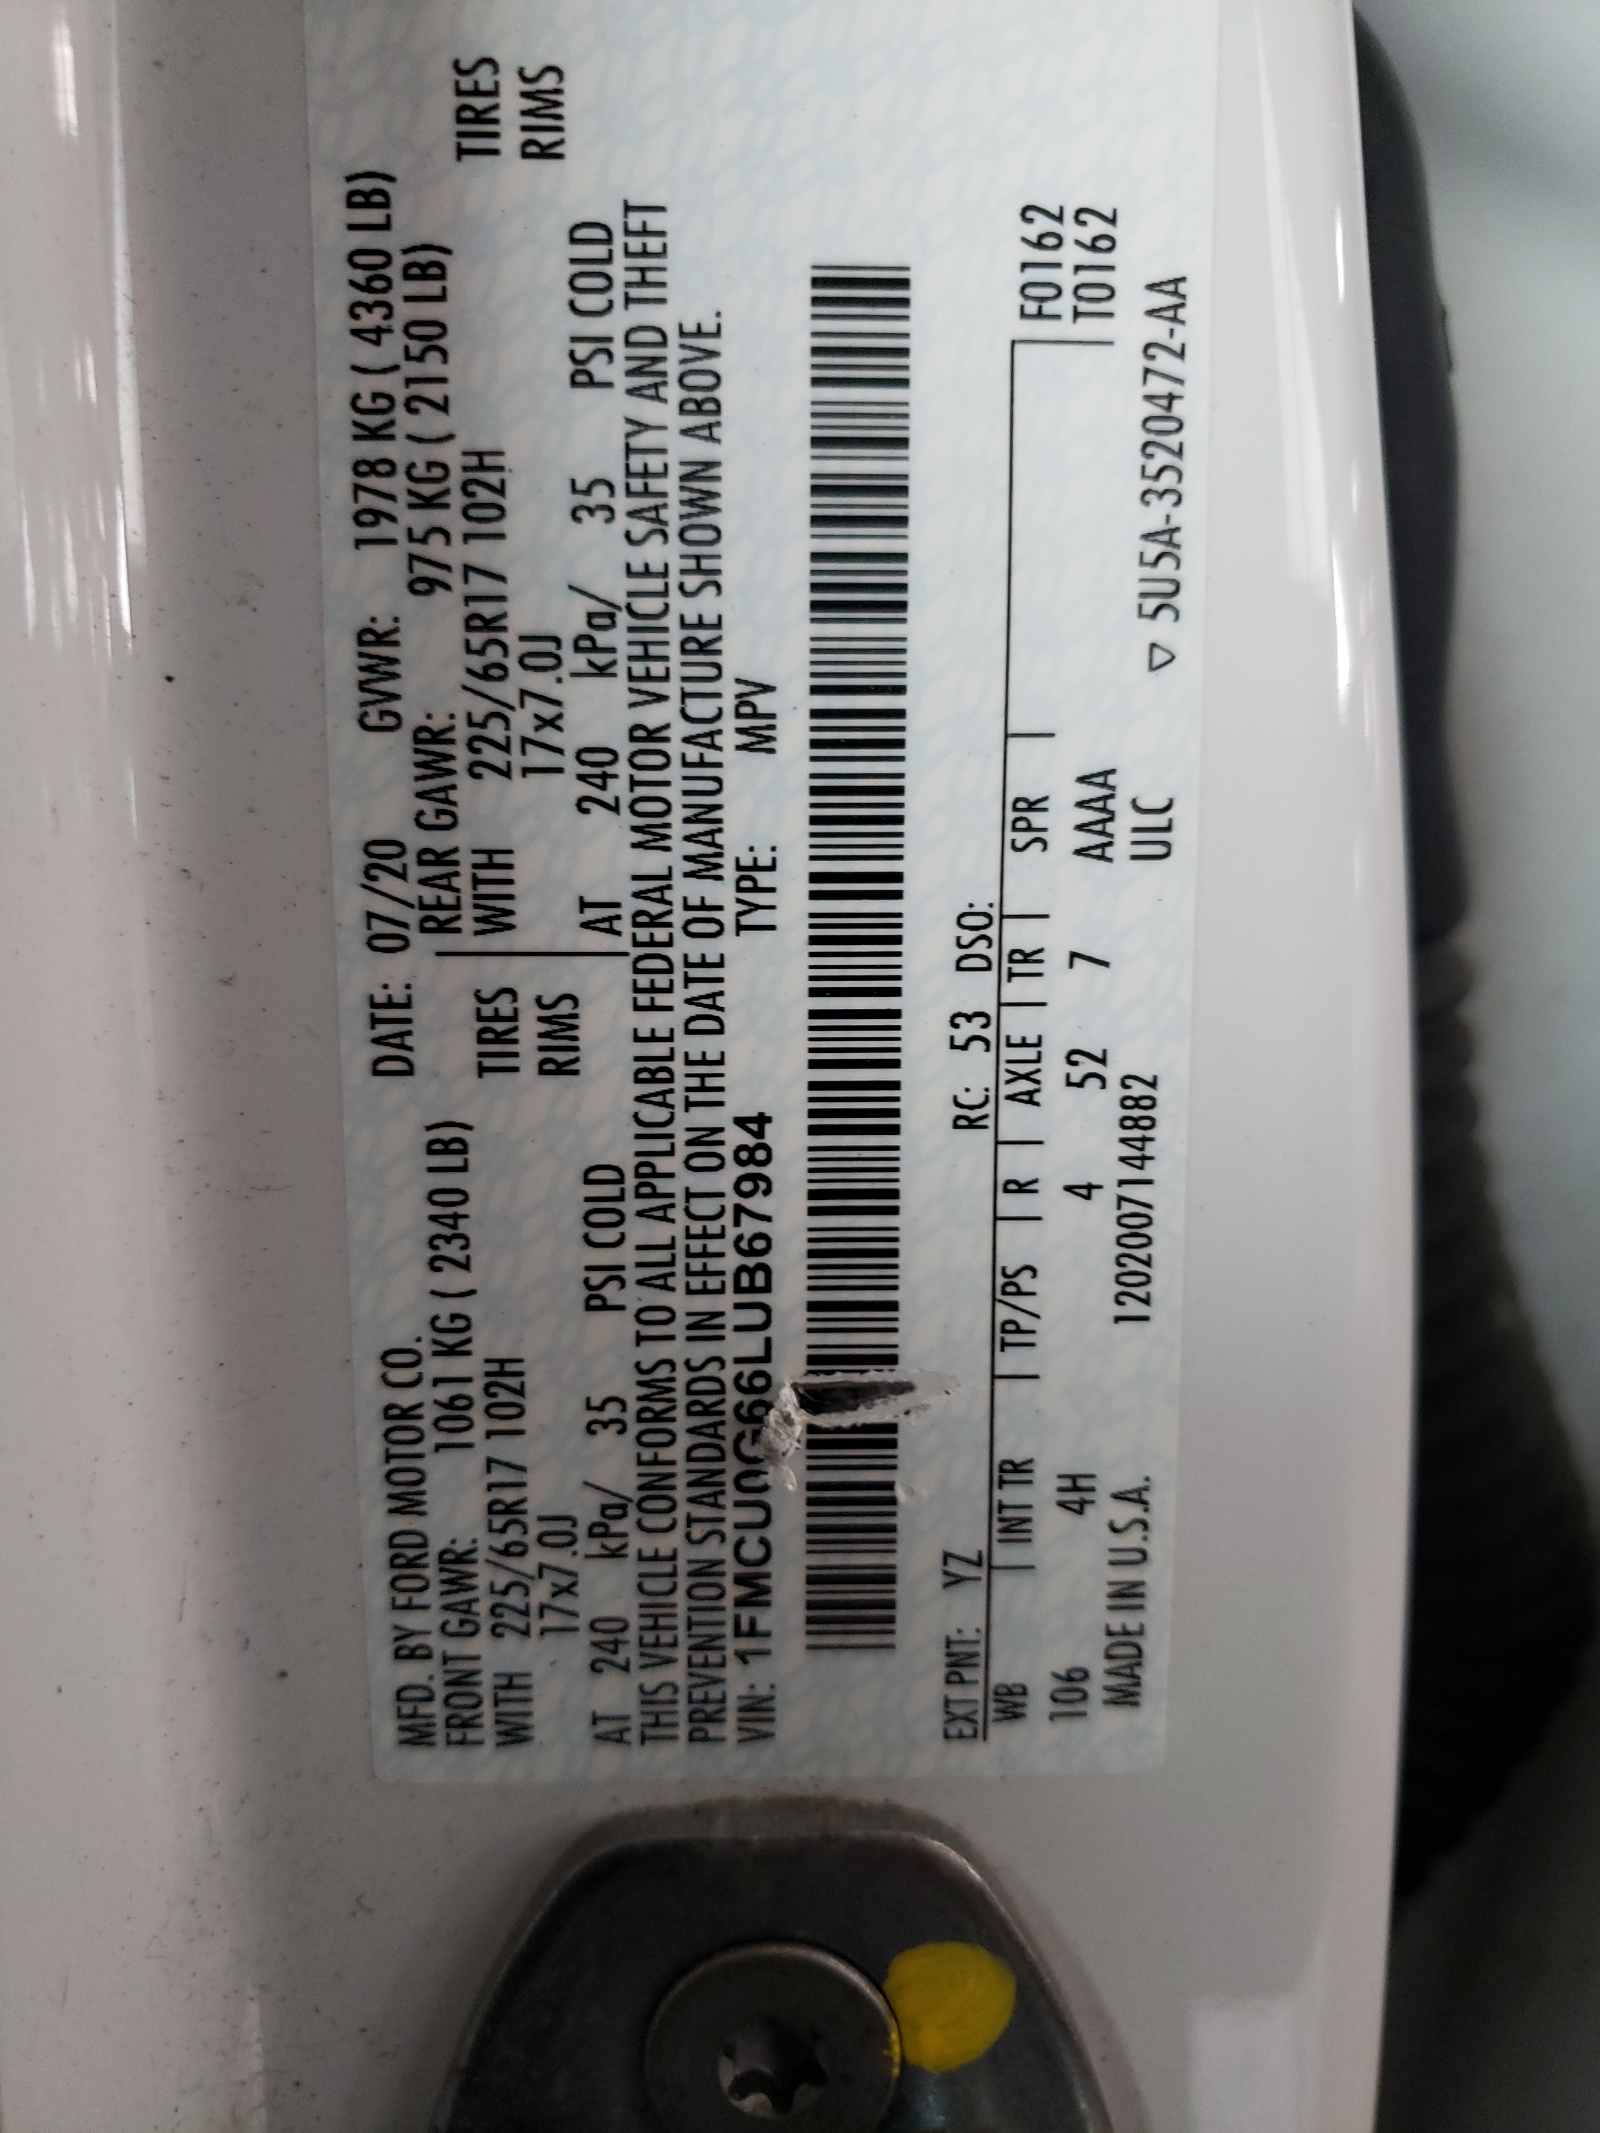 MFD. BY FORD MOTOR CO. DATE: 07/20 GVWR: 1978 KG ( 4360 LB)
FRONT GAWR: 1061 KG ( 2340 LB) REAR GAWR: 975 KG ( 2150 LB)
WITH 225/65R17 102H TIRES WITH 225/65R17 102H TIRES
17x7.0J RIMS 17x7.0J RIMS
AT 240 kPa/ 35 PSI COLD AT 240 kPa/ 35 PSI COLD
THIS VEHICLE CONFORMS TO ALL APPLICABLE FEDERAL MOTOR VEHICLE SAFETY AND THEFT
PREVENTION STANDARDS IN EFFECT ON THE DATE OF MANUFACTURE SHOWN ABOVE.
VIN: 1FMCU0G66LUB67984 TYPE: MPV
EXT PNT: YZ RC: 53 DSO:
WB | INT TR | TP/PS | R | AXLE | TR | SPR | F0162
106 4H 4 52 7 AAAA T0162
MADE IN U.S.A. 120200714482 ULC ▽ 5U5A-3520472-AA